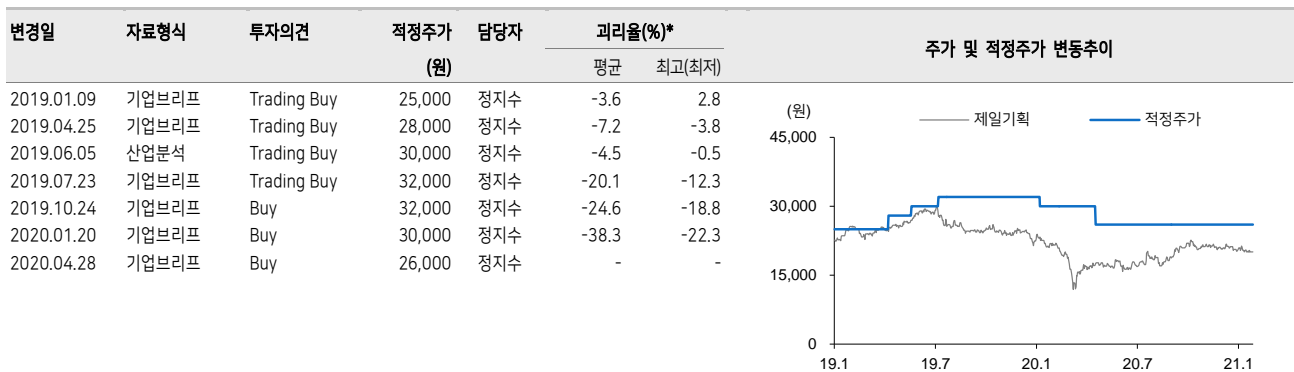 변경일 자료형식 투자의견 적정주가 담당자 괴리율(%)* 주가 및 적정주가 변동추이
(원) 평균 최고(최저)
2019.01.09 기업브리프 Trading Buy 25,000 정지수 -3.6 2.8
2019.04.25 기업브리프 Trading Buy 28,000 정지수 -7.2 -3.8
2019.06.05 산업분석 Trading Buy 30,000 정지수 -4.5 -0.5
2019.07.23 기업브리프 Trading Buy 32,000 정지수 -20.1 -12.3
2019.10.24 기업브리프 Buy 32,000 정지수 -24.6 -18.8
2020.01.20 기업브리프 Buy 30,000 정지수 -38.3 -22.3
2020.04.28 기업브리프 Buy 26,000 정지수 - -
(원) 제일기획 적정주가
45,000
30,000
15,000
0
19.1 19.7 20.1 20.7 21.1